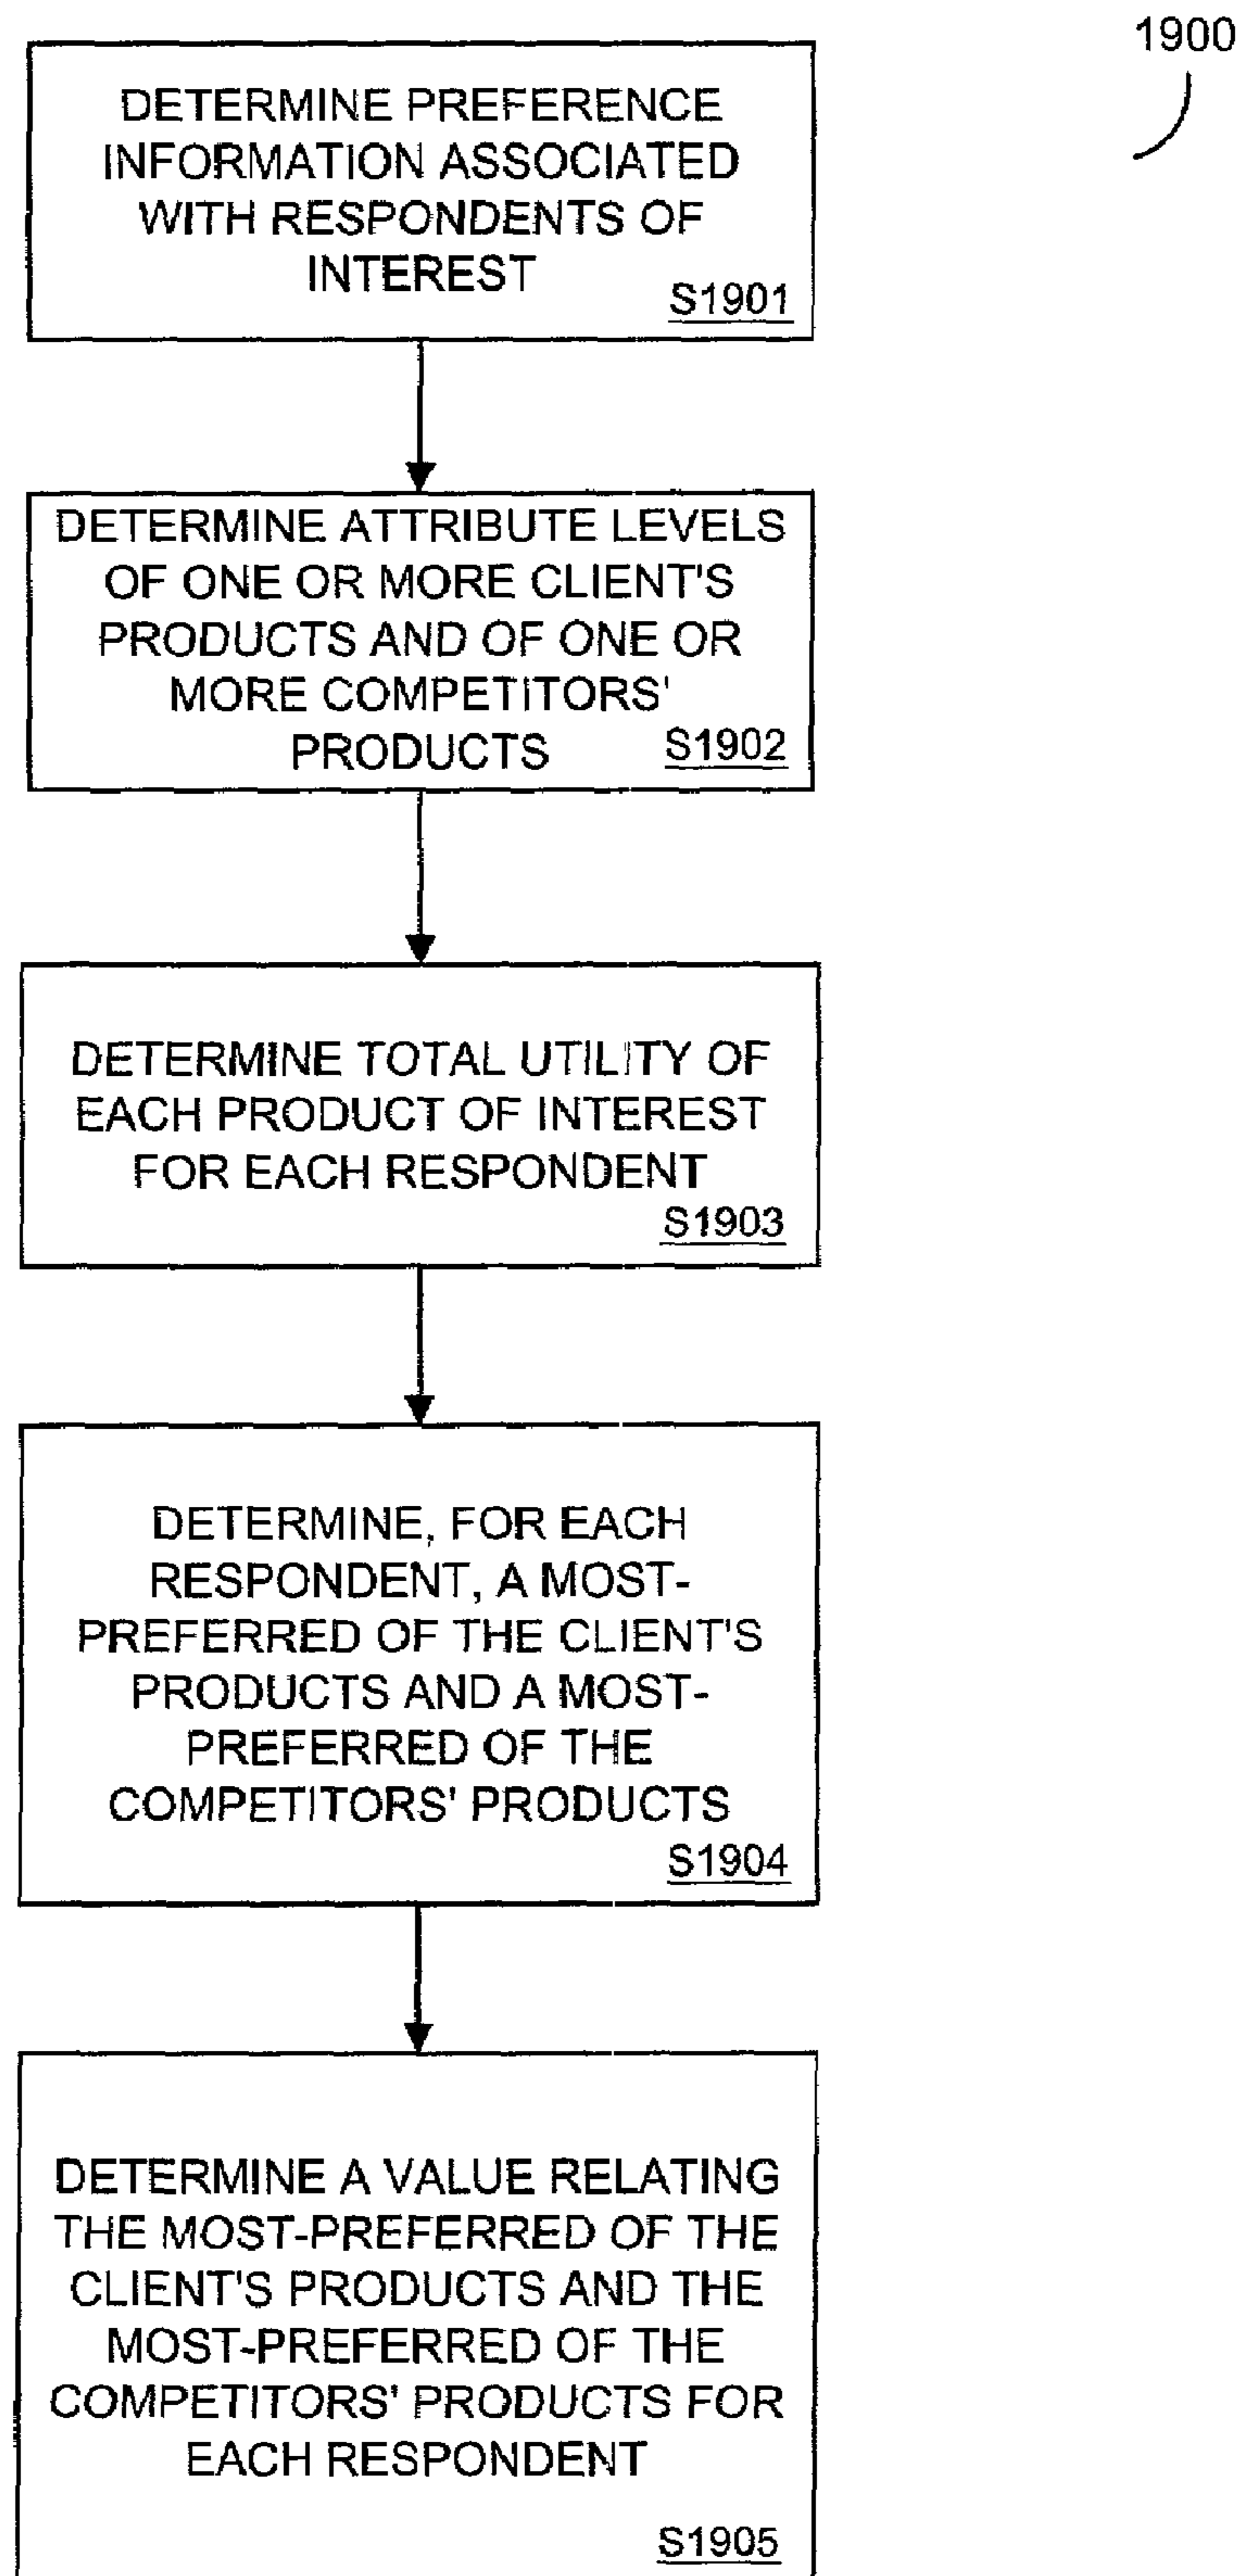 1900
DETERMINE PREFERENCE
INFORMATION ASSOCIATED
WITH RESPONDENTS OF
INTEREST
S1901
DETERMINE ATTRIBUTE LEVELS
OF ONE OR MORE CLIENT'S
PRODUCTS AND OF ONE OR
MORE COMPETITORS'
PRODUCTS
S1902
DETERMINE TOTAL UTILITY OF
EACH PRODUCT OF INTEREST
FOR EACH RESPONDENT
S1903
DETERMINE, FOR EACH
RESPONDENT, A MOST-
PREFERRED OF THE CLIENT'S
PRODUCTS AND A MOST-
PREFERRED OF THE
COMPETITORS' PRODUCTS
S1904
DETERMINE A VALUE RELATING
THE MOST-PREFERRED OF THE
CLIENT'S PRODUCTS AND THE
MOST-PREFERRED OF THE
COMPETITORS' PRODUCTS FOR
EACH RESPONDENT
S1905